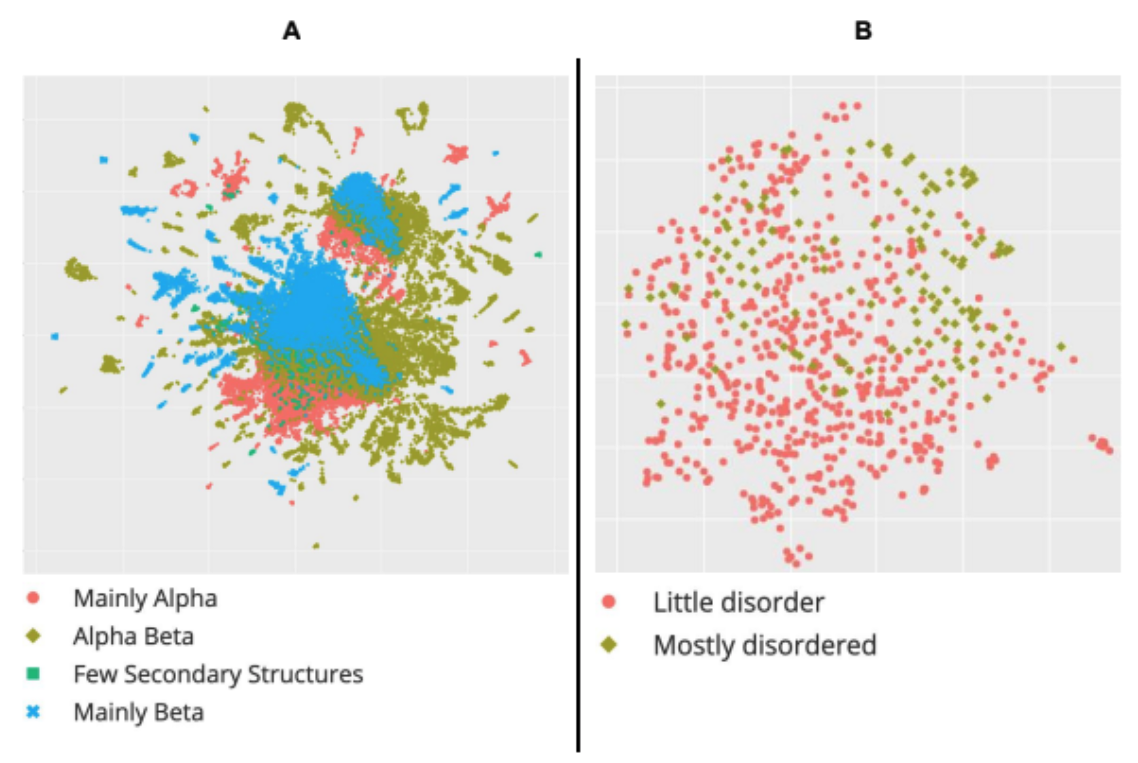 A
B
Mainly Alpha
Alpha Beta
Few Secondary Structures
Mainly Beta
Little disorder
Mostly disordered